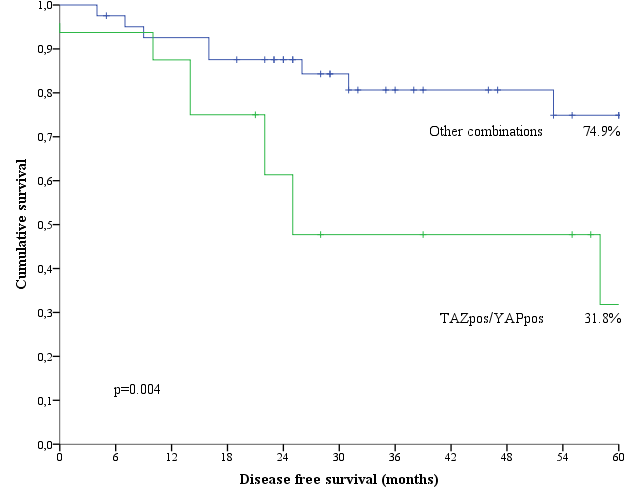 1,0
0,9
0,8
0,7
0,6
0,5
0,4
0,3
0,2
0,1
0,0
Cumulative survival
Other combinations 74.9%
TAZpos/YAPpos 31.8%
p=0.004
0 6 12 18 24 30 36 42 48 54 60
Disease free survival (months)